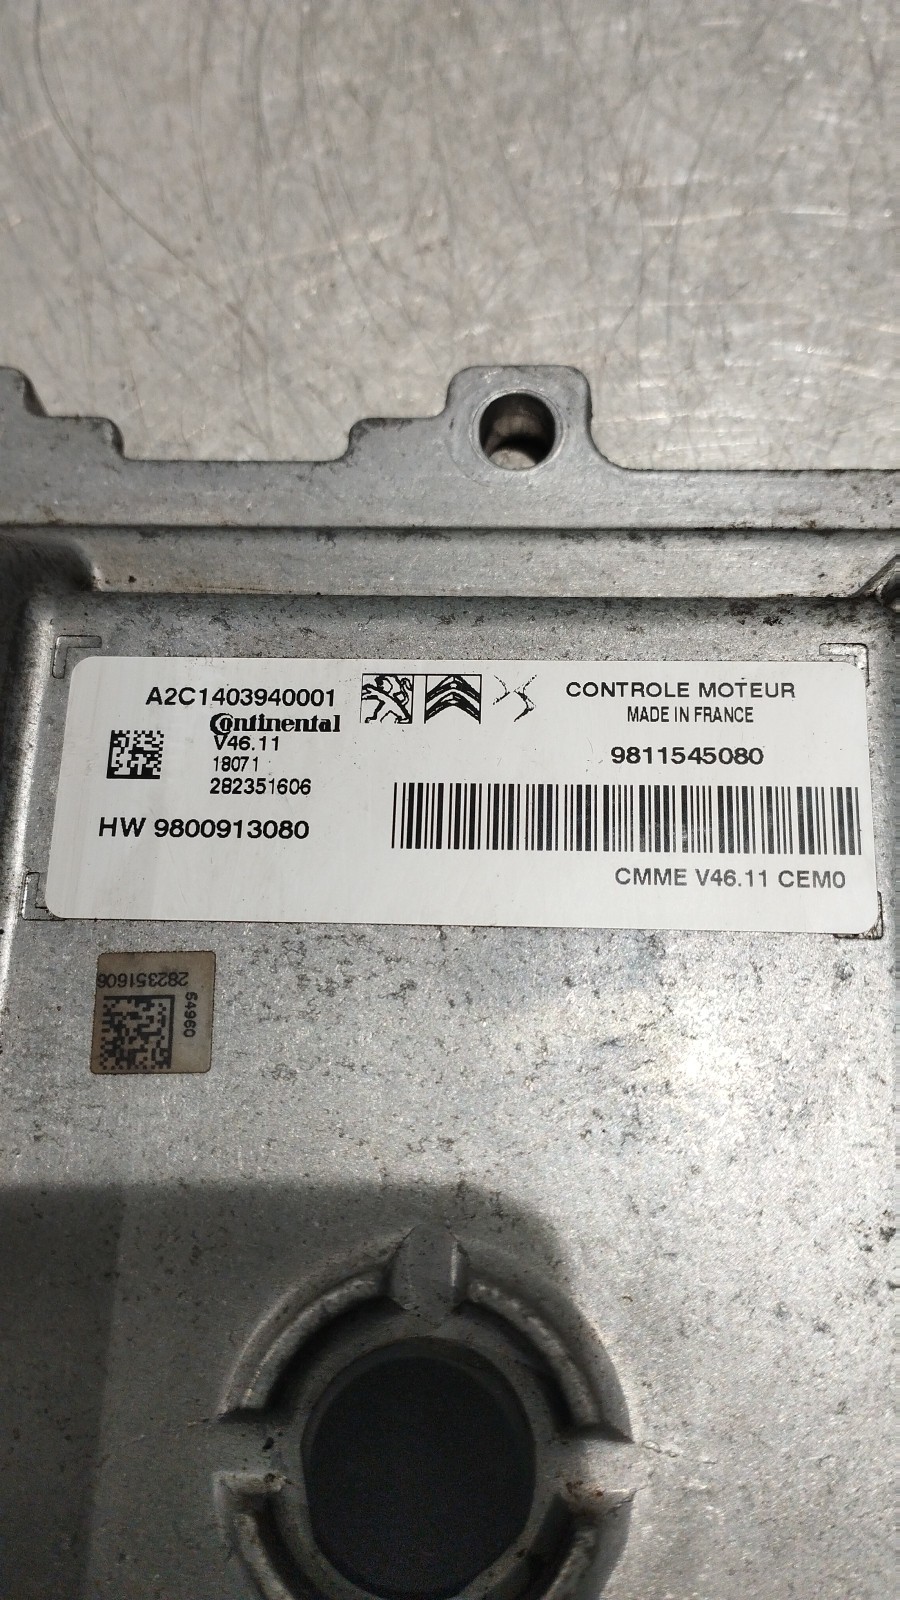 A2C1403940001
Continental
V46.11
18071
282351606
HW 9800913080
CONTROLE MOTEUR
MADE IN FRANCE
9811545080
CMME V46.11 CEM0
282351606
54960